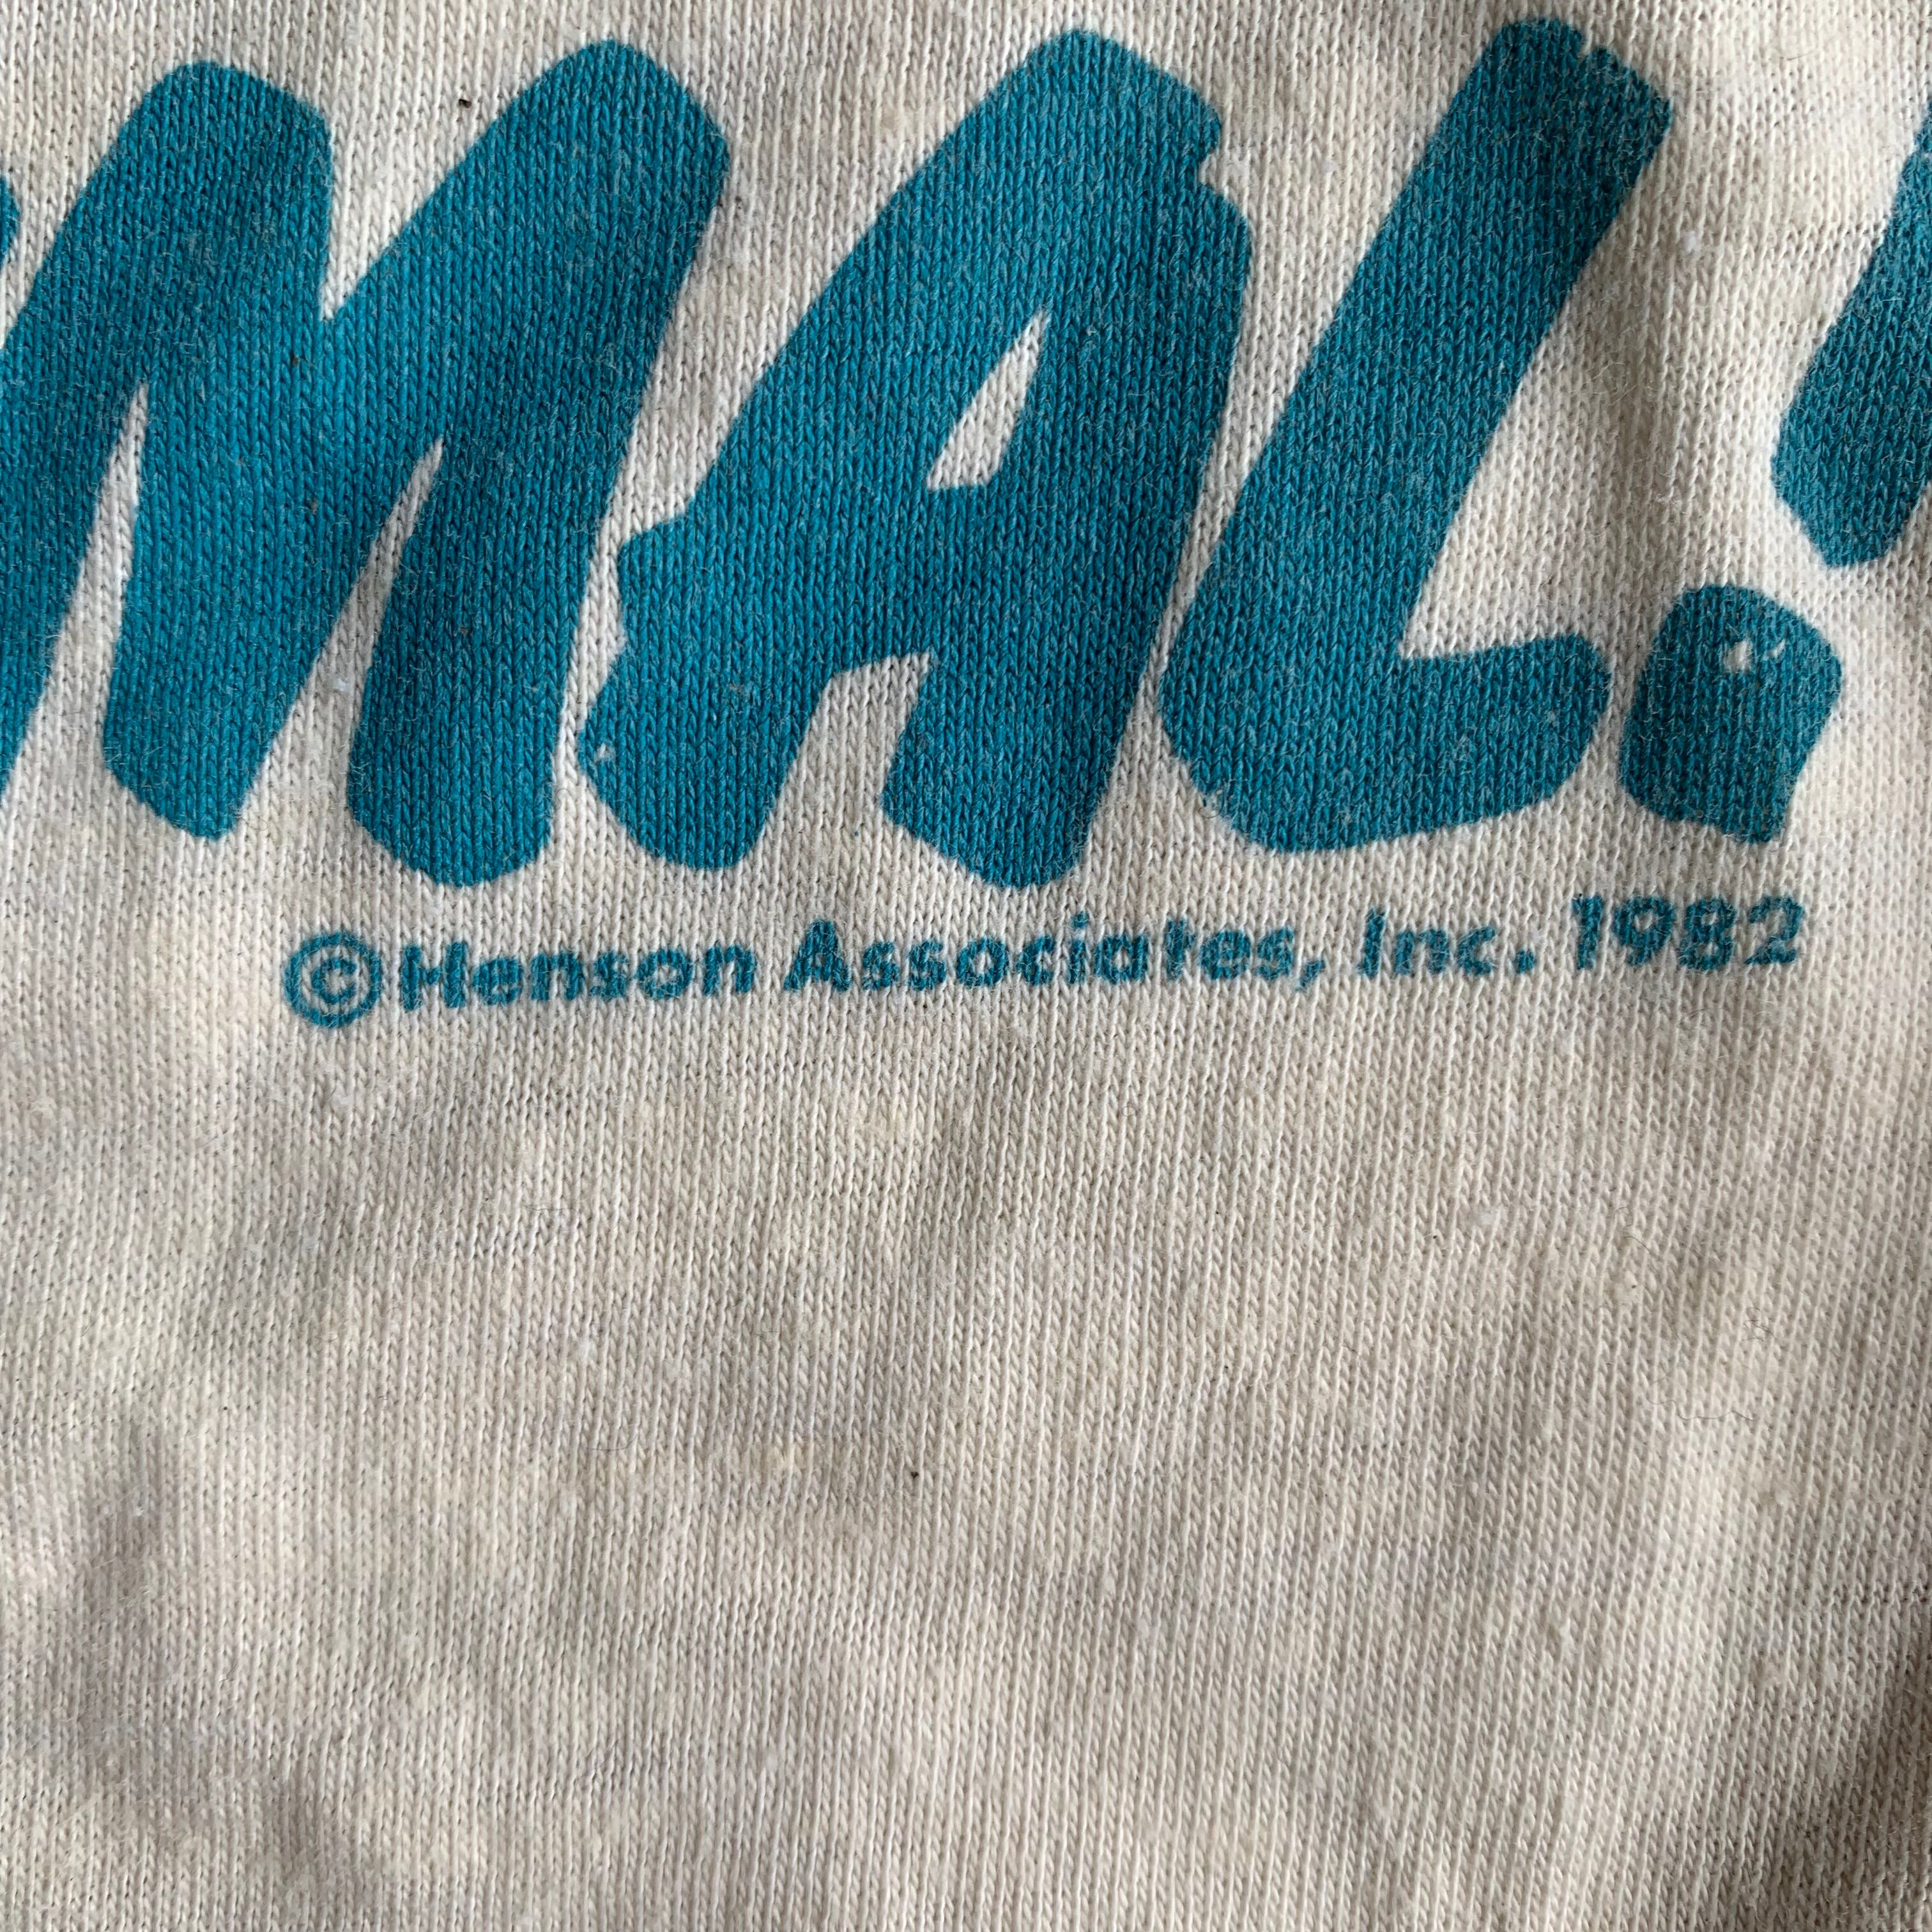 MAL."
©Henson Associates, Inc. 1982